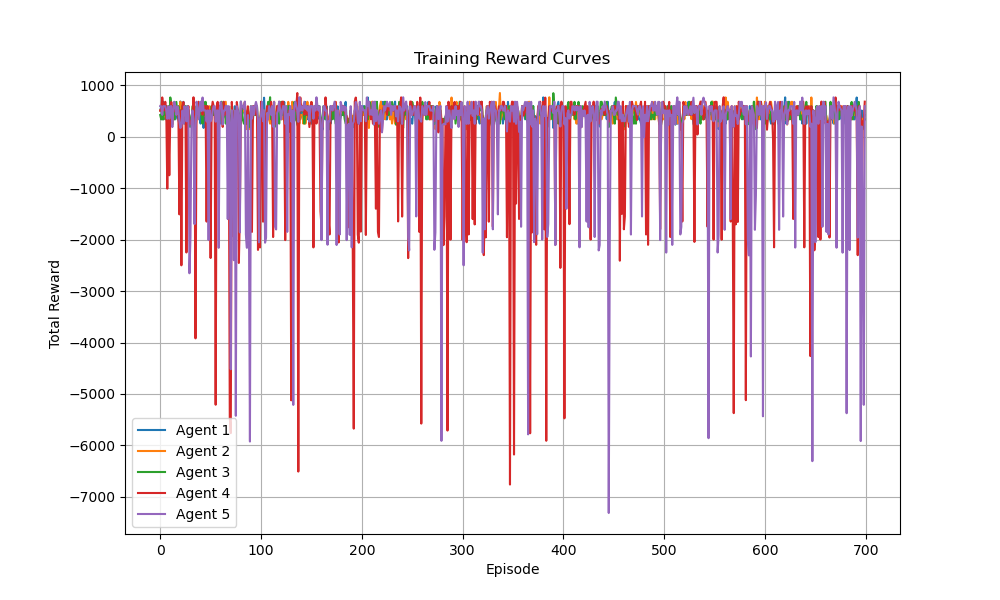 Training Reward Curves
Total Reward
1000
0
−1000
−2000
−3000
−4000
−5000
−6000
−7000
Agent 1
Agent 2
Agent 3
Agent 4
Agent 5
0 100 200 300 400 500 600 700
Episode